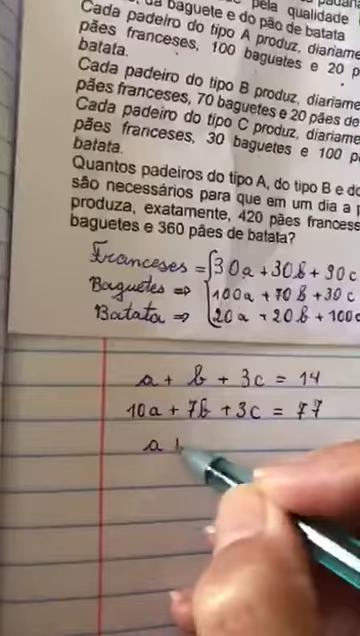 pela qualidade
da baguete e do pão de batata
Cada padeiro do tipo A produz, diariame
pães franceses, 100 baguetes e 20 p
batata.
Cada padeiro do tipo B produz, diariame
pães franceses, 70 baguetes e 20 pães de
Cada padeiro do tipo C produz, diariame
pães franceses, 30 baguetes e 100 p
batata.
Quantos padeiros do tipo A, do tipo B e do
são necessários para que em um dia a p
produza, exatamente, 420 pães frances
baguetes e 360 pães de batata?
Franceses = 30a + 30b + 90c
Baguetes ⇒ 100a + 70b + 30c
Batata ⇒ 20a + 20b + 100c
a + b + 3c = 14
10a + 7b + 3c = 77
a